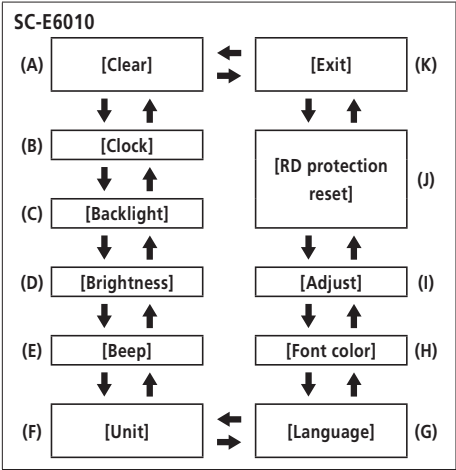 SC-E6010
(A) [Clear] [Exit] (K)
(B) [Clock] [RD protection
reset] (J)
(C) [Backlight]
(D) [Brightness] [Adjust] (I)
(E) [Beep] [Font color] (H)
(F) [Unit] [Language] (G)